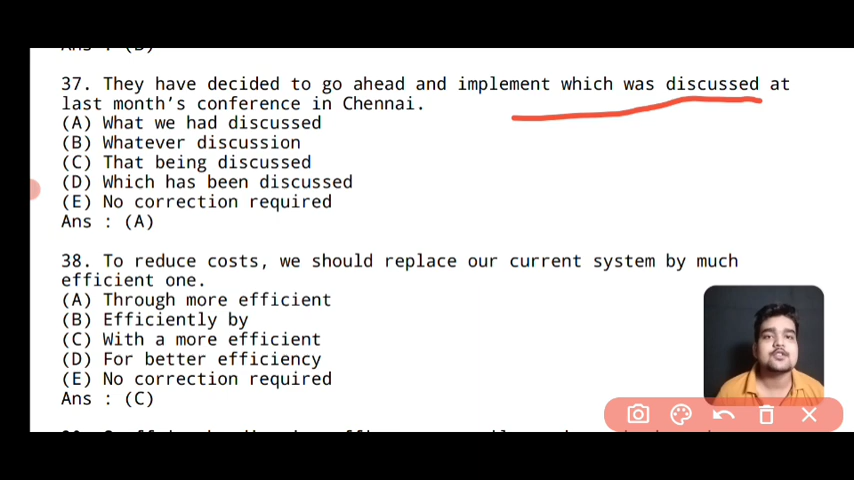 37. They have decided to go ahead and implement which was discussed at
last month's conference in Chennai.
(A) What we had discussed
(B) Whatever discussion
(C) That being discussed
(D) Which has been discussed
(E) No correction required
Ans : (A)
38. To reduce costs, we should replace our current system by much
efficient one.
(A) Through more efficient
(B) Efficiently by
(C) With a more efficient
(D) For better efficiency
(E) No correction required
Ans : (C)